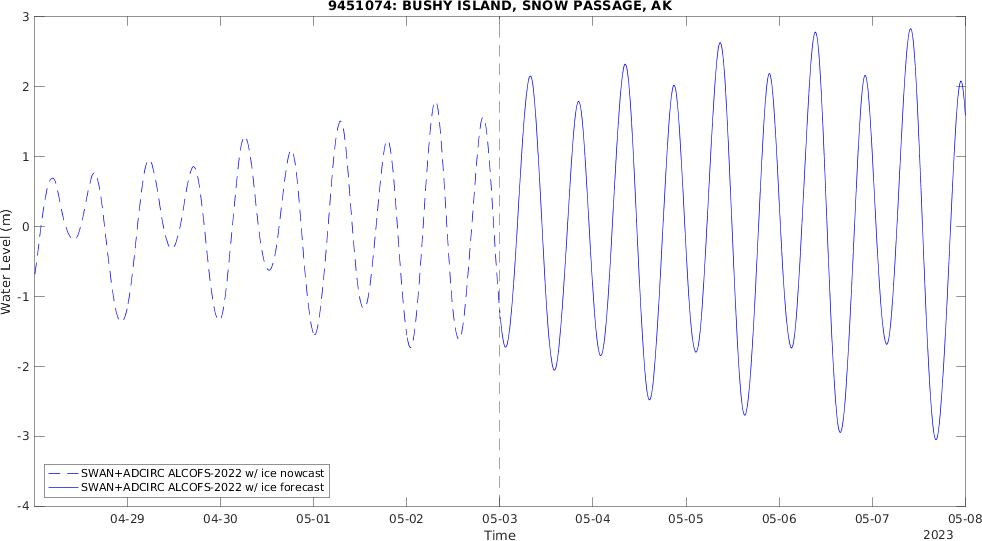 9451074: BUSHY ISLAND, SNOW PASSAGE, AK
3
2
1
0
-1
-2
-3
-4
Water Level (m)
SWAN+ADCIRC ALCOFS-2022 w/ ice nowcast
SWAN+ADCIRC ALCOFS-2022 w/ ice forecast
04-29 04-30 05-01 05-02 05-03 05-04 05-05 05-06 05-07 05-08
Time
2023